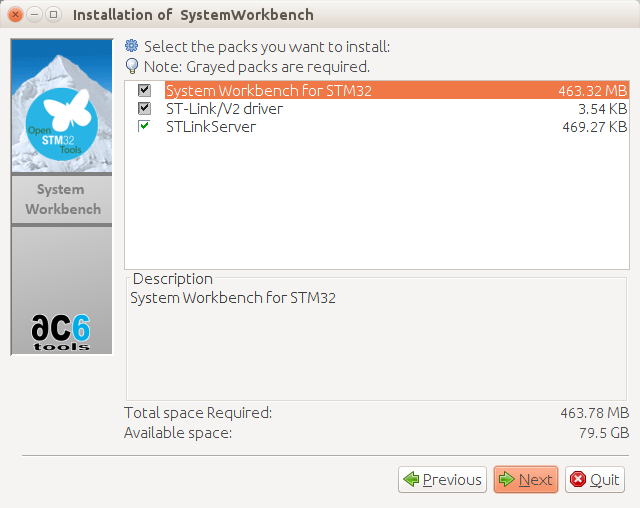 Installation of SystemWorkbench
Select the packs you want to install:
Note: Grayed packs are required.
System Workbench for STM32 463.32 MB
ST-Link/V2 driver 3.54 KB
STLinkServer 469.27 KB
Open
STM32
Tools
System
Workbench
ac6
tools
Description
System Workbench for STM32
Total space Required: 463.78 MB
Available space: 79.5 GB
Previous
Next
Quit